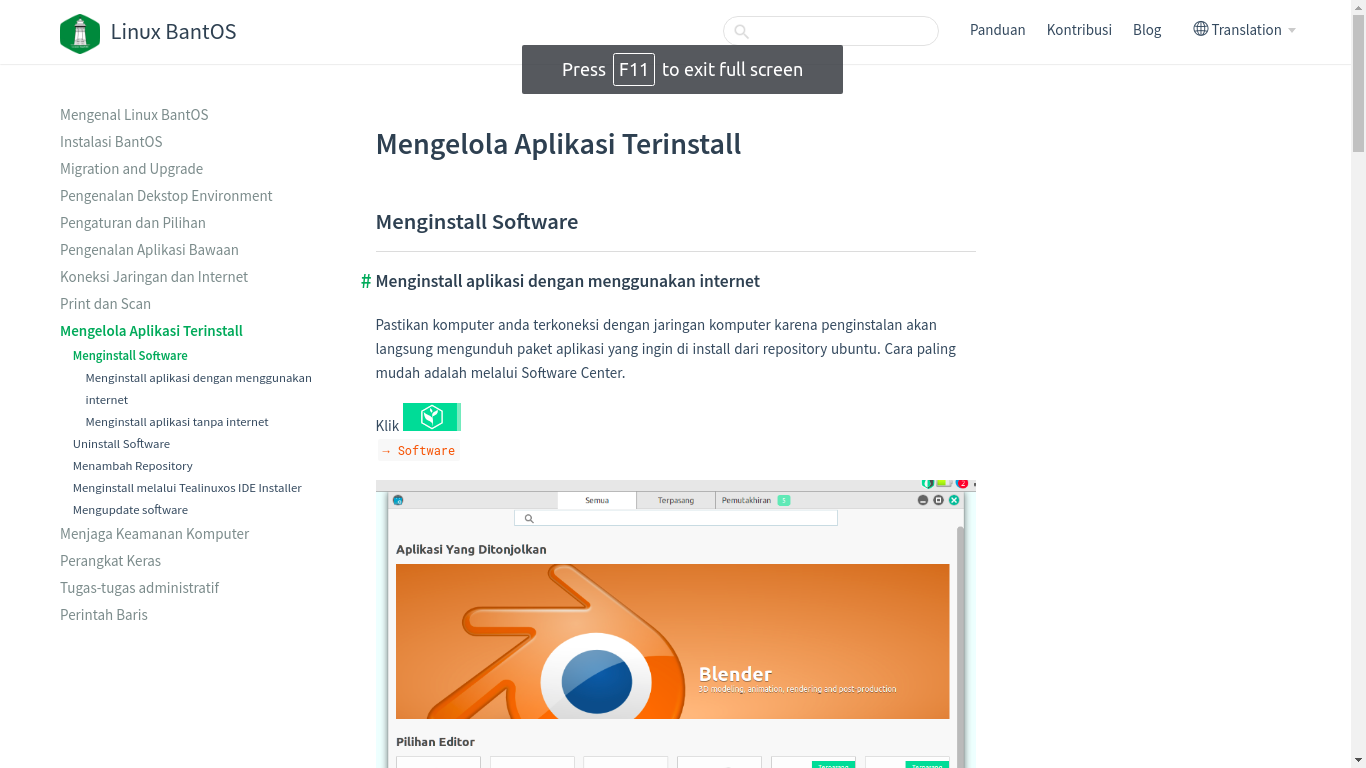 Linux BantOS
Panduan
Kontribusi
Blog
Translation
Press F11 to exit full screen
Mengenal Linux BantOS
Instalasi BantOS
Migration and Upgrade
Pengenalan Dekstop Environment
Pengaturan dan Pilihan
Pengenalan Aplikasi Bawaan
Koneksi Jaringan dan Internet
Print dan Scan
Mengelola Aplikasi Terinstall
Menginstall Software
Menginstall aplikasi dengan menggunakan
internet
Menginstall aplikasi tanpa internet
Uninstall Software
Menambah Repository
Menginstall melalui Tealinuxos IDE Installer
Mengupdate software
Menjaga Keamanan Komputer
Perangkat Keras
Tugas-tugas administratif
Perintah Baris
Mengelola Aplikasi Terinstall
Menginstall Software
# Menginstall aplikasi dengan menggunakan internet
Pastikan komputer anda terkoneksi dengan jaringan komputer karena penginstalan akan
langsung mengunduh paket aplikasi yang ingin di install dari repository ubuntu. Cara paling
mudah adalah melalui Software Center.
Klik
→ Software
2
Semua
Terpasang
Pemutakhiran 5
Aplikasi Yang Ditonjolkan
Blender
3D modeling, animation, rendering and post-production
Pilihan Editor
Terpasang
Terpasang